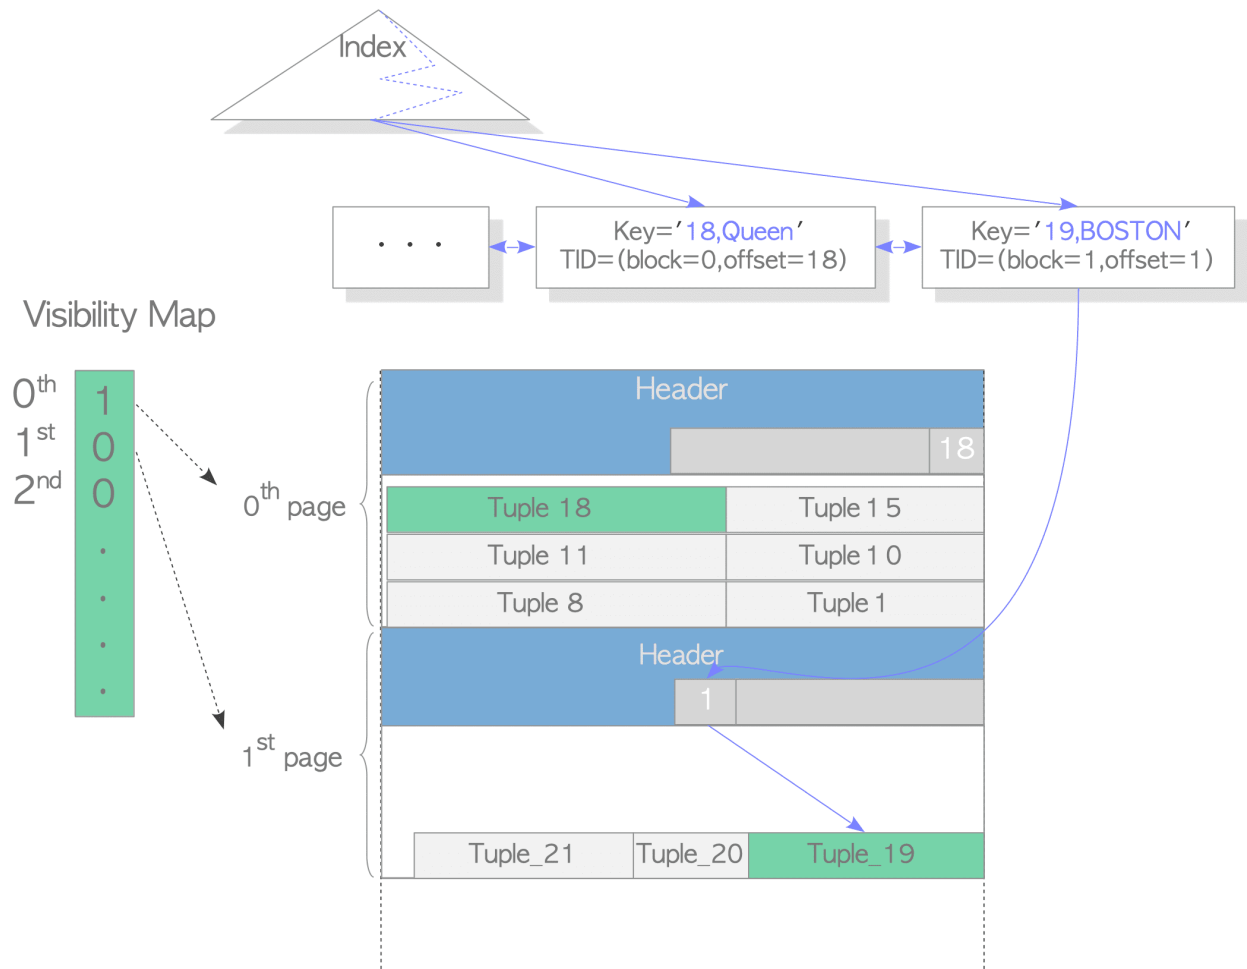 Index
. . .
Key='18,Queen'
TID=(block=0,offset=18)
Key='19,BOSTON'
TID=(block=1,offset=1)
Visibility Map
0th 1
1st 0
2nd 0
.
.
.
.
0th page
Header
18
Tuple 18 Tuple 15
Tuple 11 Tuple 10
Tuple 8 Tuple 1
1st page
Header
1
Tuple_21 Tuple_20 Tuple_19